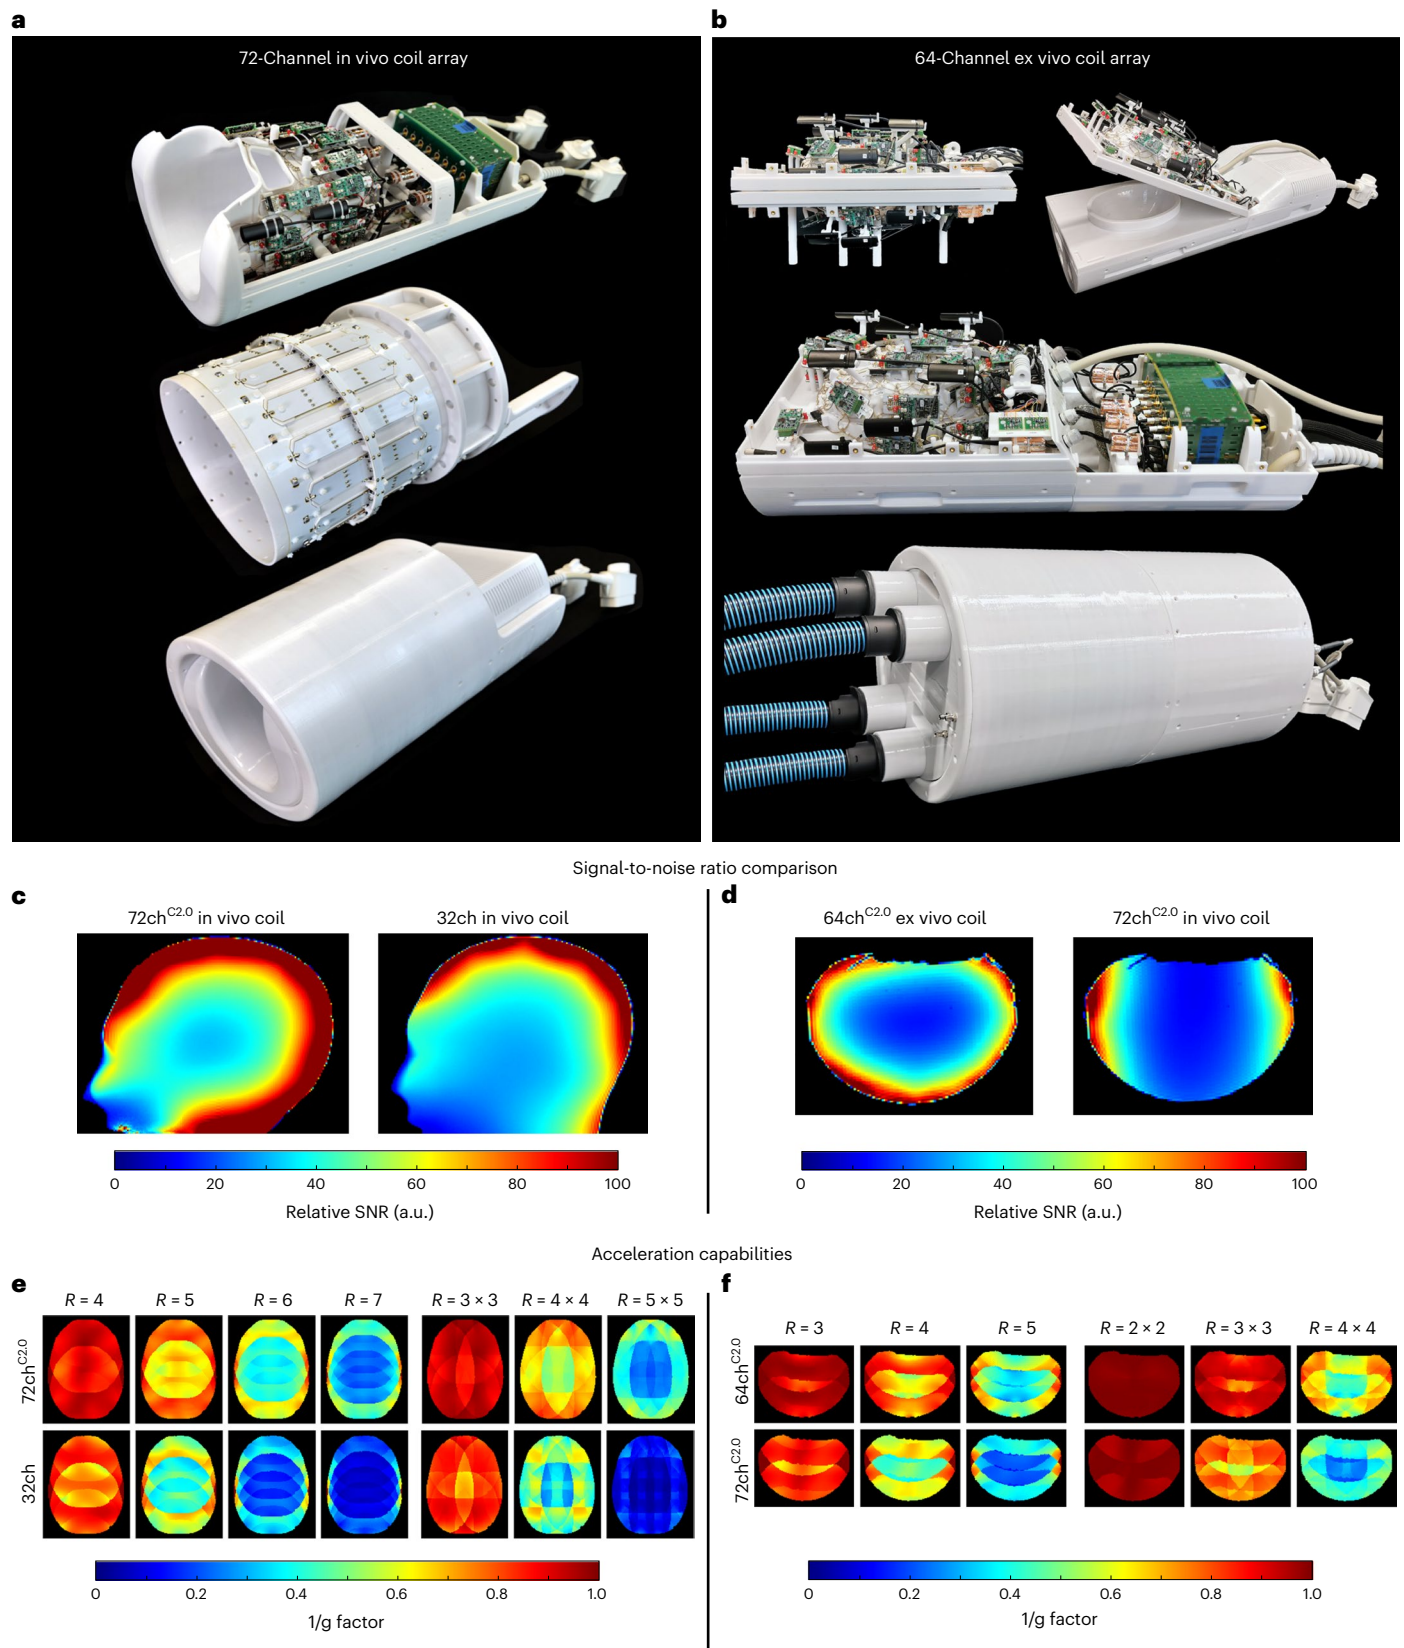 a
b
72-Channel in vivo coil array
64-Channel ex vivo coil array
Signal-to-noise ratio comparison
c
d
72ch^C2.0 in vivo coil
32ch in vivo coil
64ch^C2.0 ex vivo coil
72ch^C2.0 in vivo coil
0 20 40 60 80 100
Relative SNR (a.u.)
0 20 40 60 80 100
Relative SNR (a.u.)
Acceleration capabilities
e
f
R = 4 R = 5 R = 6 R = 7 R = 3 × 3 R = 4 × 4 R = 5 × 5
72ch^C2.0
32ch
0 0.2 0.4 0.6 0.8 1.0
1/g factor
R = 3 R = 4 R = 5 R = 2 × 2 R = 3 × 3 R = 4 × 4
64ch^C2.0
72ch^C2.0
0 0.2 0.4 0.6 0.8 1.0
1/g factor